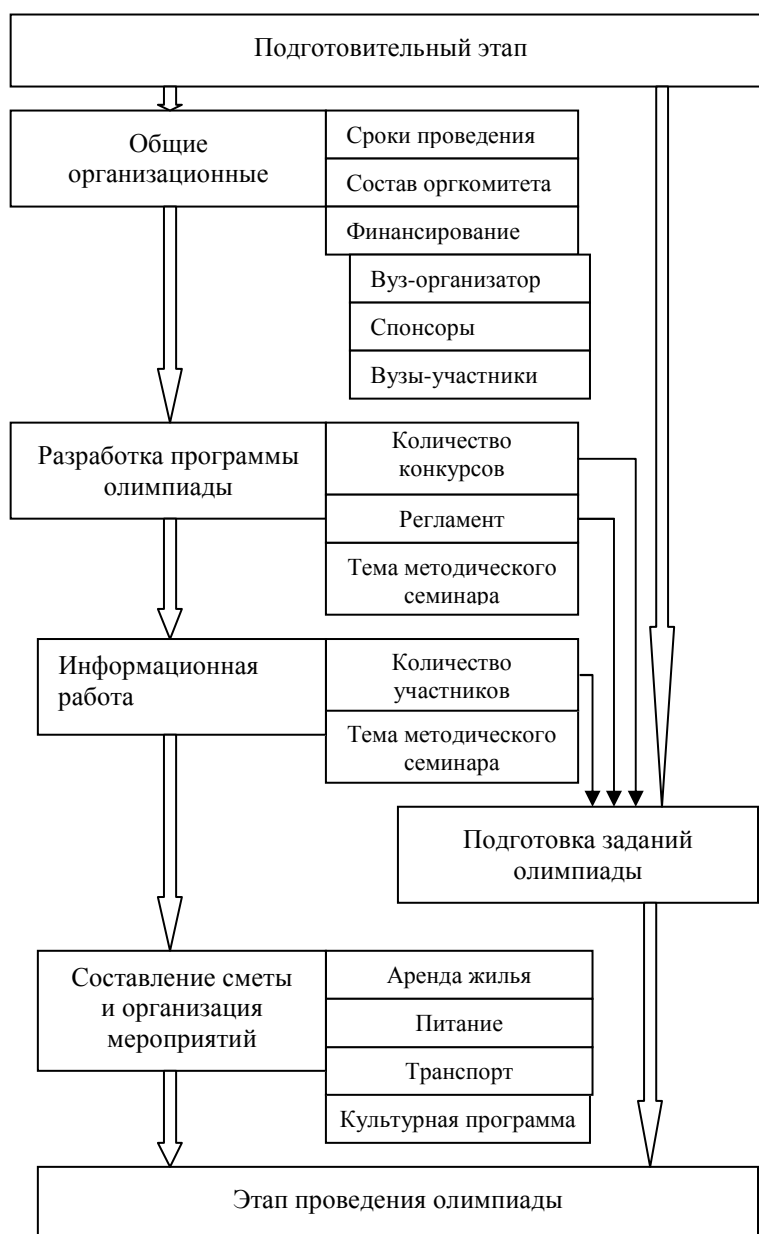 Подготовительный этап
Общие
организационные
Сроки проведения
Состав оргкомитета
Финансирование
Вуз-организатор
Спонсоры
Вузы-участники
Разработка программы
олимпиады
Количество
конкурсов
Регламент
Тема методического
семинара
Информационная
работа
Количество
участников
Тема методического
семинара
Подготовка заданий
олимпиады
Составление сметы
и организация
мероприятий
Аренда жилья
Питание
Транспорт
Культурная программа
Этап проведения олимпиады